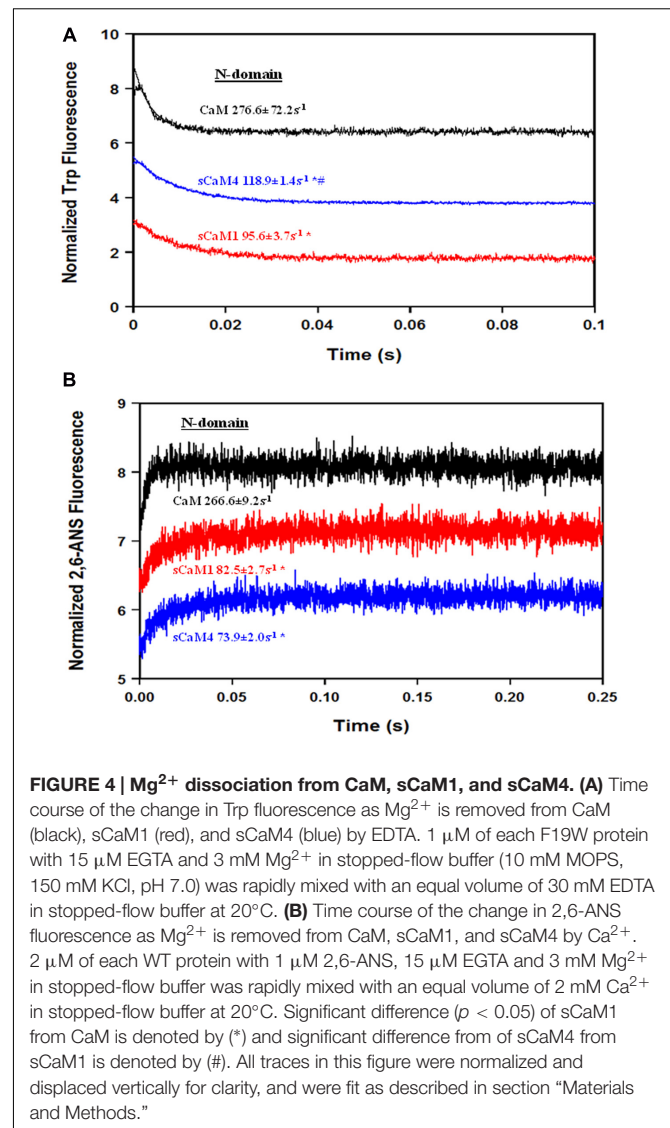 A
10
8
6
4
2
0
Normalized Trp Fluorescence
N-domain
CaM 276.6±72.2s⁻¹
sCaM4 118.9±1.4s⁻¹ *#
sCaM1 95.6±3.7s⁻¹ *
0 0.02 0.04 0.06 0.08 0.1
Time (s)
B
9
8
7
6
5
Normalized 2,6-ANS Fluorescence
N-domain
CaM 266.6±9.2s¹
sCaM1 82.5±2.7s⁻¹ *
sCaM4 73.9±2.0s⁻¹ *
0.00 0.05 0.10 0.15 0.20 0.25
Time (s)
FIGURE 4 | Mg²⁺ dissociation from CaM, sCaM1, and sCaM4. (A) Time
course of the change in Trp fluorescence as Mg²⁺ is removed from CaM
(black), sCaM1 (red), and sCaM4 (blue) by EDTA. 1 μM of each F19W protein
with 15 μM EGTA and 3 mM Mg²⁺ in stopped-flow buffer (10 mM MOPS,
150 mM KCl, pH 7.0) was rapidly mixed with an equal volume of 30 mM EDTA
in stopped-flow buffer at 20°C. (B) Time course of the change in 2,6-ANS
fluorescence as Mg²⁺ is removed from CaM, sCaM1, and sCaM4 by Ca²⁺.
2 μM of each WT protein with 1 μM 2,6-ANS, 15 μM EGTA and 3 mM Mg²⁺
in stopped-flow buffer was rapidly mixed with an equal volume of 2 mM Ca²⁺
in stopped-flow buffer at 20°C. Significant difference (p < 0.05) of sCaM1
from CaM is denoted by (*) and significant difference from of sCaM4 from
sCaM1 is denoted by (#). All traces in this figure were normalized and
displaced vertically for clarity, and were fit as described in section “Materials
and Methods.”